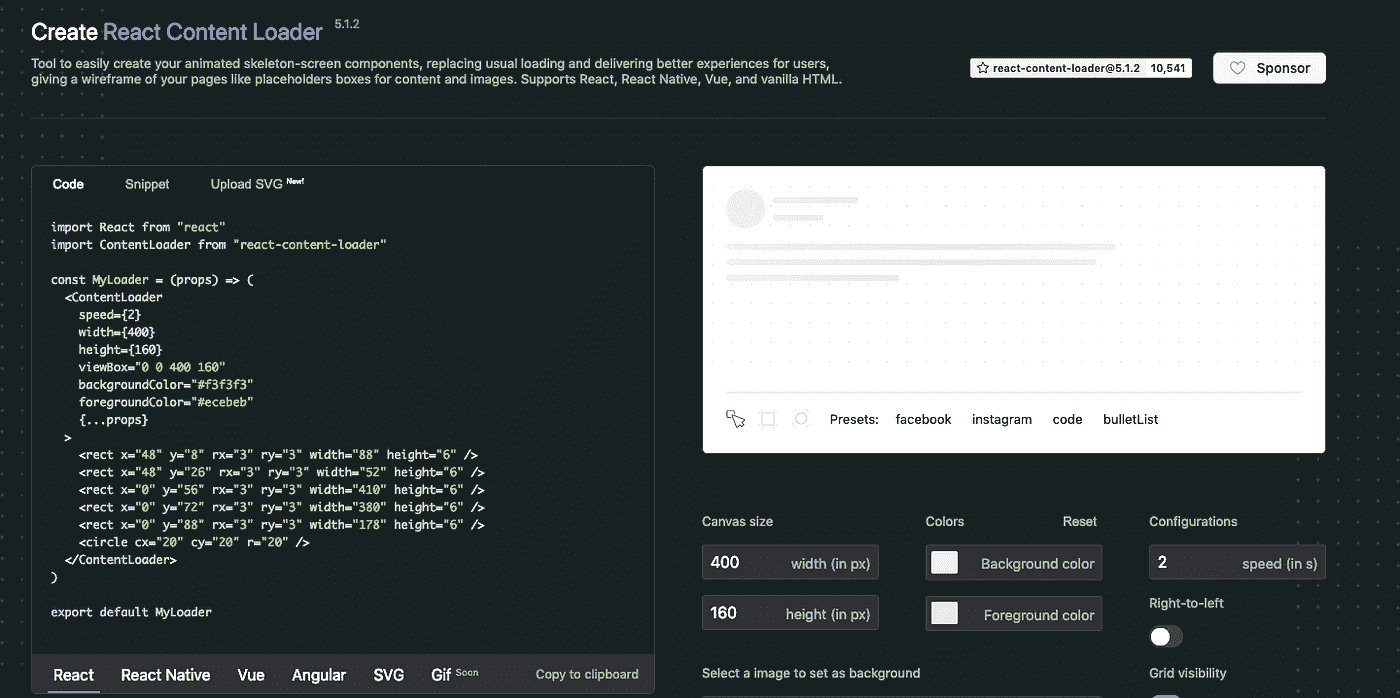 Create React Content Loader 5.1.2
Tool to easily create your animated skeleton-screen components, replacing usual loading and delivering better experiences for users,
giving a wireframe of your pages like placeholders boxes for content and images. Supports React, React Native, Vue, and vanilla HTML.
react-content-loader@5.1.2 10,541
Sponsor
Code Snippet Upload SVG New!
import React from "react"
import ContentLoader from "react-content-loader"
const MyLoader = (props) => (
<ContentLoader
speed={2}
width={400}
height={160}
viewBox="0 0 400 160"
backgroundColor="#f3f3f3"
foregroundColor="#ecebeb"
{...props}
>
<rect x="48" y="8" rx="3" ry="3" width="88" height="6" />
<rect x="48" y="26" rx="3" ry="3" width="52" height="6" />
<rect x="0" y="56" rx="3" ry="3" width="410" height="6" />
<rect x="0" y="72" rx="3" ry="3" width="380" height="6" />
<rect x="0" y="88" rx="3" ry="3" width="178" height="6" />
<circle cx="20" cy="20" r="20" />
</ContentLoader>
)
export default MyLoader
React React Native Vue Angular SVG Gif Soon Copy to clipboard
Presets: facebook instagram code bulletList
Canvas size
400 width (in px)
160 height (in px)
Colors Reset
Background color
Foreground color
Configurations
2 speed (in s)
Right-to-left
Select a image to set as background
Grid visibility